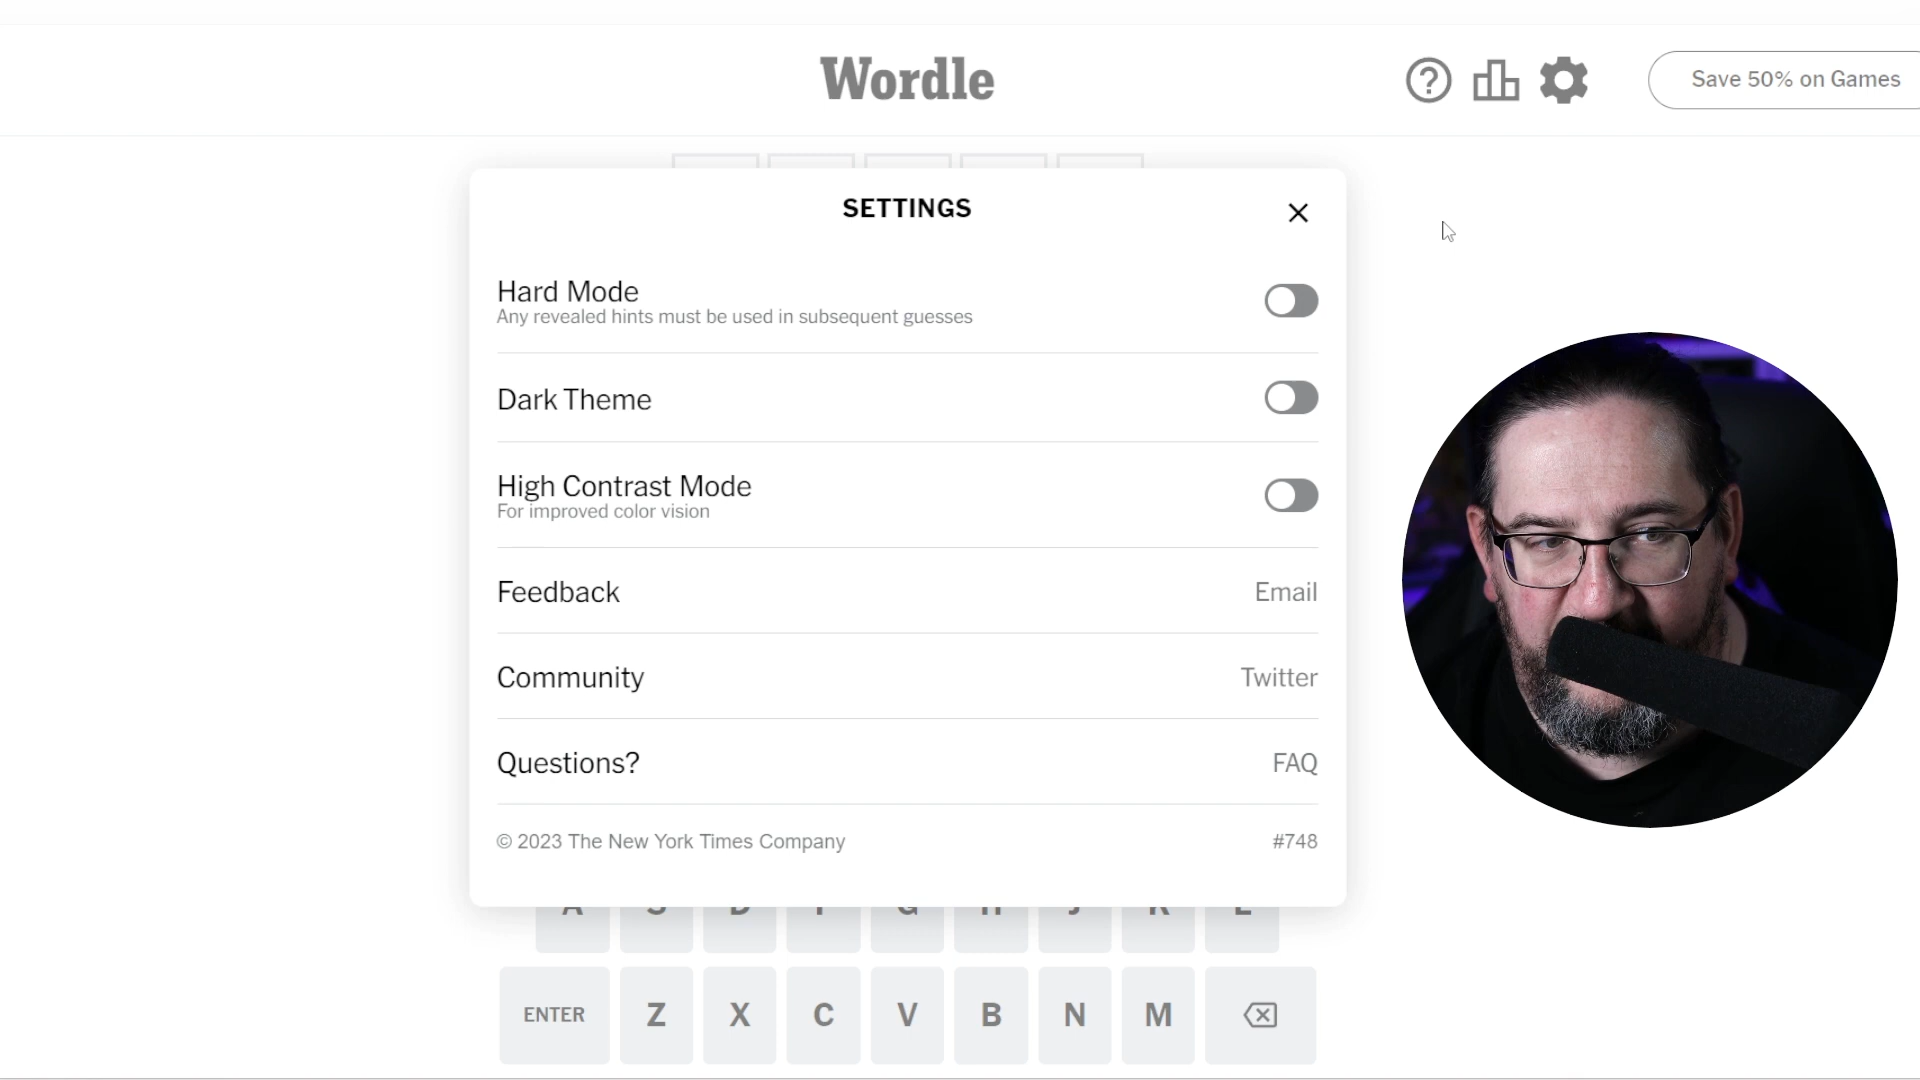 Wordle
Save 50% on Games
SETTINGS
Hard Mode
Any revealed hints must be used in subsequent guesses
Dark Theme
High Contrast Mode
For improved color vision
Feedback Email
Community Twitter
Questions? FAQ
© 2023 The New York Times Company #748
A S D F G H J K L
ENTER Z X C V B N M